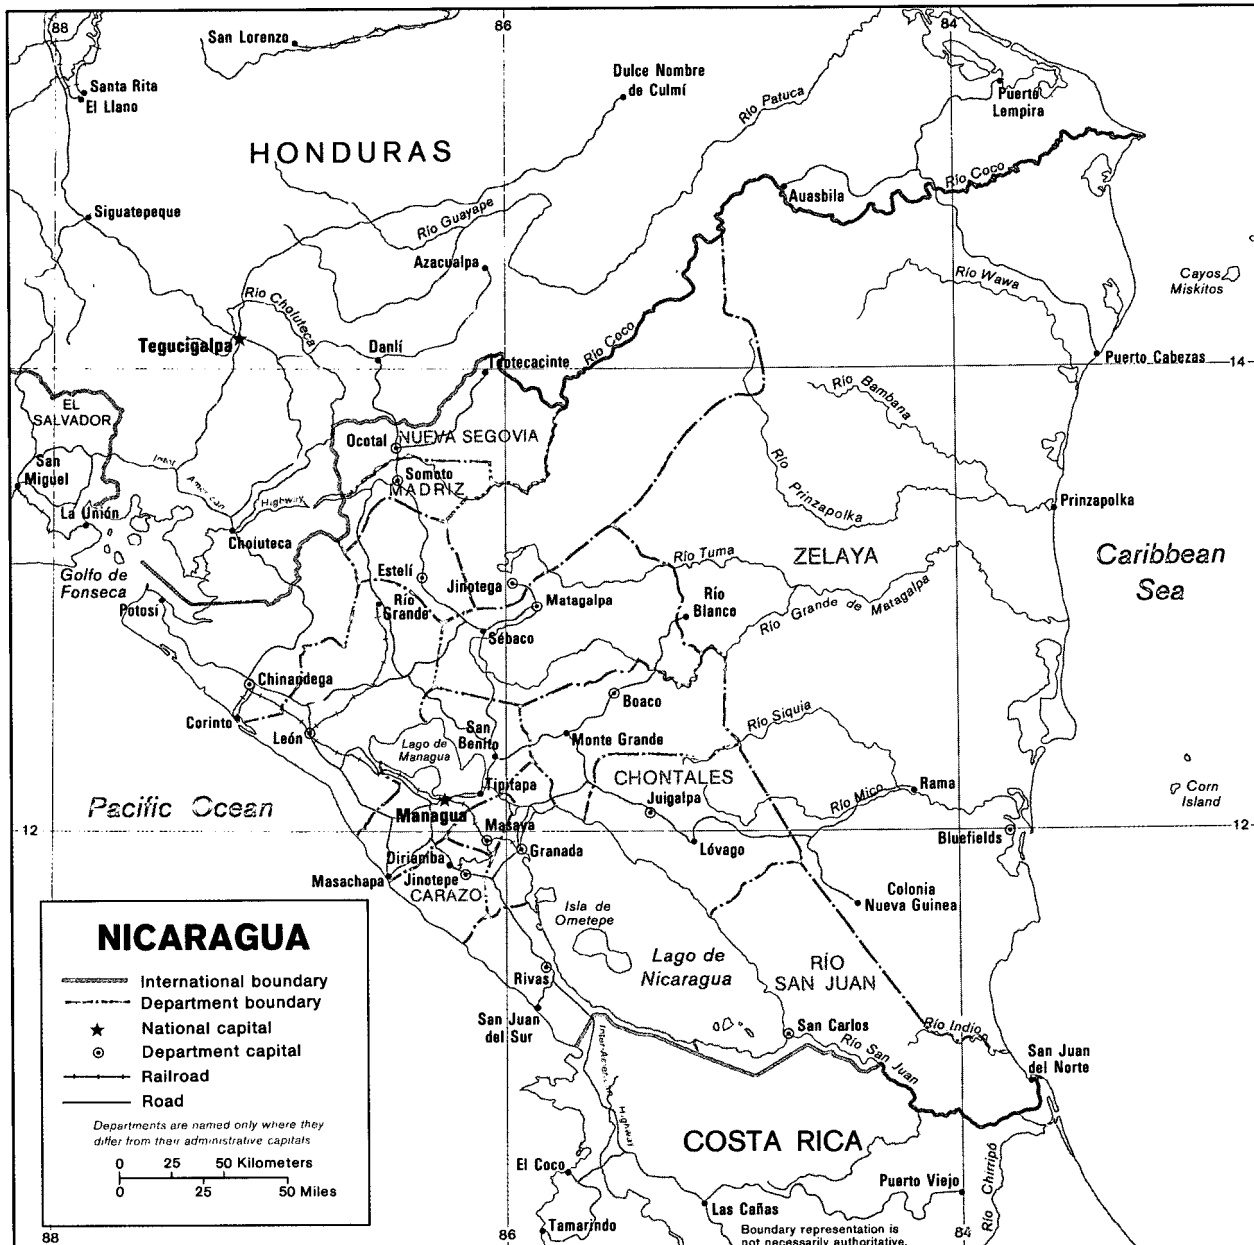 88
86
84
San Lorenzo
Santa Rita
El Llano
Dulce Nombre
de Culmí
Río Patuca
Puerto
Lempira
HONDURAS
Río Coco
Auasbila
Siguatepeque
Río Guayape
Azacualpa
Río Wawa
Cayos
Miskitos
Río Choluteca
Tegucigalpa
Danlí
Río Coco
Teotecacinte
Puerto Cabezas
14
EL
SALVADOR
Río
Bambana
Ocotal
NUEVA SEGOVIA
San
Miguel
Inter
American
Highway
Somoto
MADRIZ
Río
Prinzapolka
Prinzapolka
La Unión
Choluteca
Río Tuma
ZELAYA
Caribbean
Sea
Golfo de
Fonseca
Potosí
Estelí
Río
Grande
Jinotega
Matagalpa
Río
Blanco
Río Grande de Matagalpa
Sébaco
Chinandega
Boaco
Corinto
León
San
Benito
Lago de
Managua
Monte Grande
Río Siquia
Tipitapa
CHONTALES
Juigalpa
Río Mico
Rama
Corn
Island
Pacific Ocean
Managua
Masaya
12
Granada
Lóvago
Bluefields
12
Diriamba
Masachapa
Jinotepe
CARAZO
Colonia
Nueva Guinea
Isla de
Ometepe
Lago de
Nicaragua
RÍO
SAN JUAN
Rivas
San Juan
del Sur
San Carlos
Río Indio
Río San Juan
San Juan
del Norte
Inter-American
Highway
COSTA RICA
El Coco
Puerto Viejo
Río Chirripó
Las Cañas
Tamarindo
NICARAGUA
International boundary
Department boundary
National capital
Department capital
Railroad
Road
Departments are named only where they
differ from their administrative capitals
0 25 50 Kilometers
0 25 50 Miles
88
86
84
Boundary representation is
not necessarily authoritative.